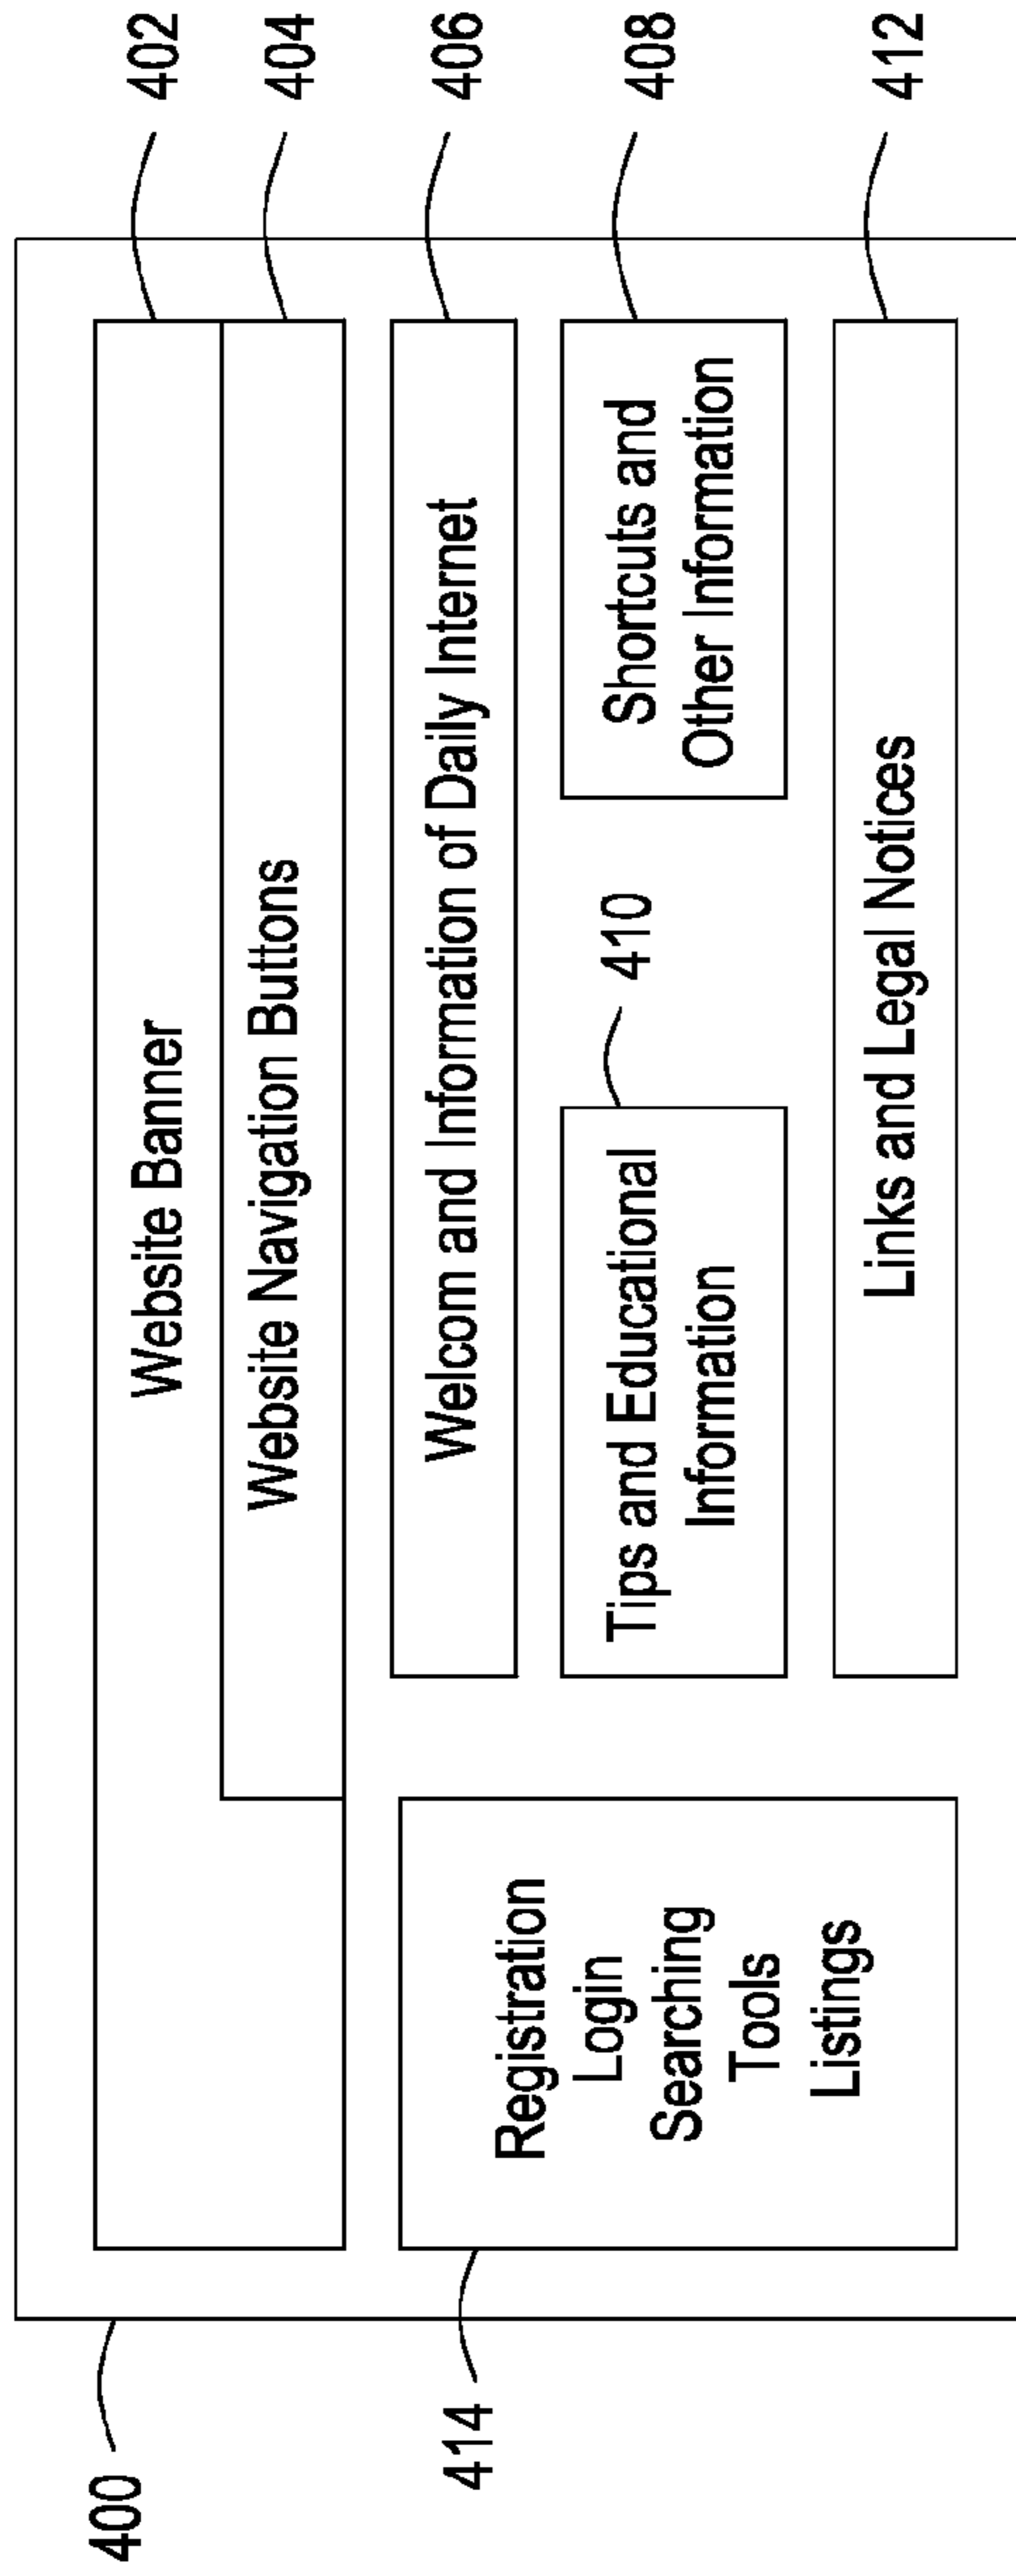 400
Website Banner
402
Website Navigation Buttons
404
Welcom and Information of Daily Internet
406
414
Registration
Login
Searching
Tools
Listings
Tips and Educational
Information
410
Shortcuts and
Other Information
408
Links and Legal Notices
412